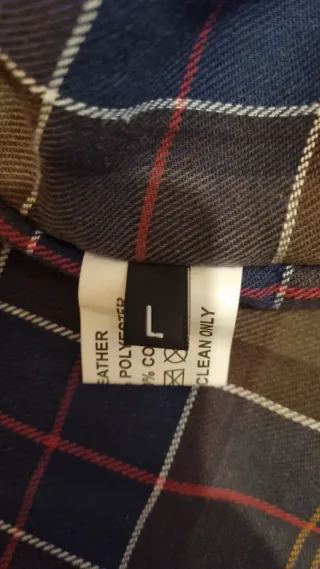 L
EATHER
POLYESTER
% CO
CLEAN ONLY